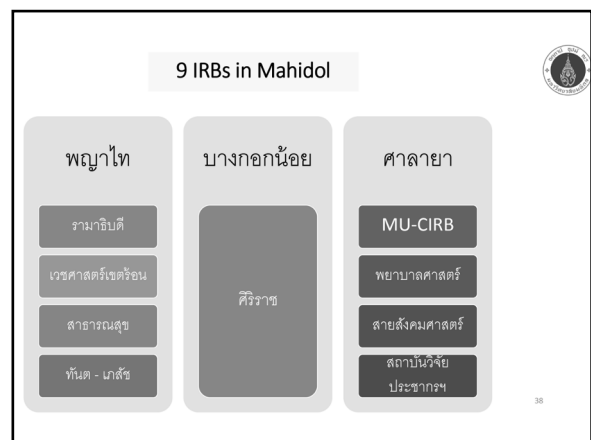 9 IRBs in Mahidol
พญาไท
รามาธิบดี
เวชศาสตร์เขตร้อน
สาธารณสุข
ทันต - เภสัช
บางกอกน้อย
ศิริราช
ศาลายา
MU-CIRB
พยาบาลศาสตร์
สายสังคมศาสตร์
สถาบันวิจัย
ประชากรฯ
38